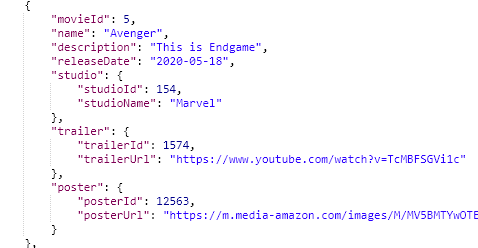 {
"movieId": 5,
"name": "Avenger",
"description": "This is Endgame",
"releaseDate": "2020-05-18",
"studio": {
"studioId": 154,
"studioName": "Marvel"
},
"trailer": {
"trailerId": 1574,
"trailerUrl": "https://www.youtube.com/watch?v=TcMBFSGVi1c"
},
"poster": {
"posterId": 12563,
"posterUrl": "https://m.media-amazon.com/images/M/MV5BMTYwOTE
}
},